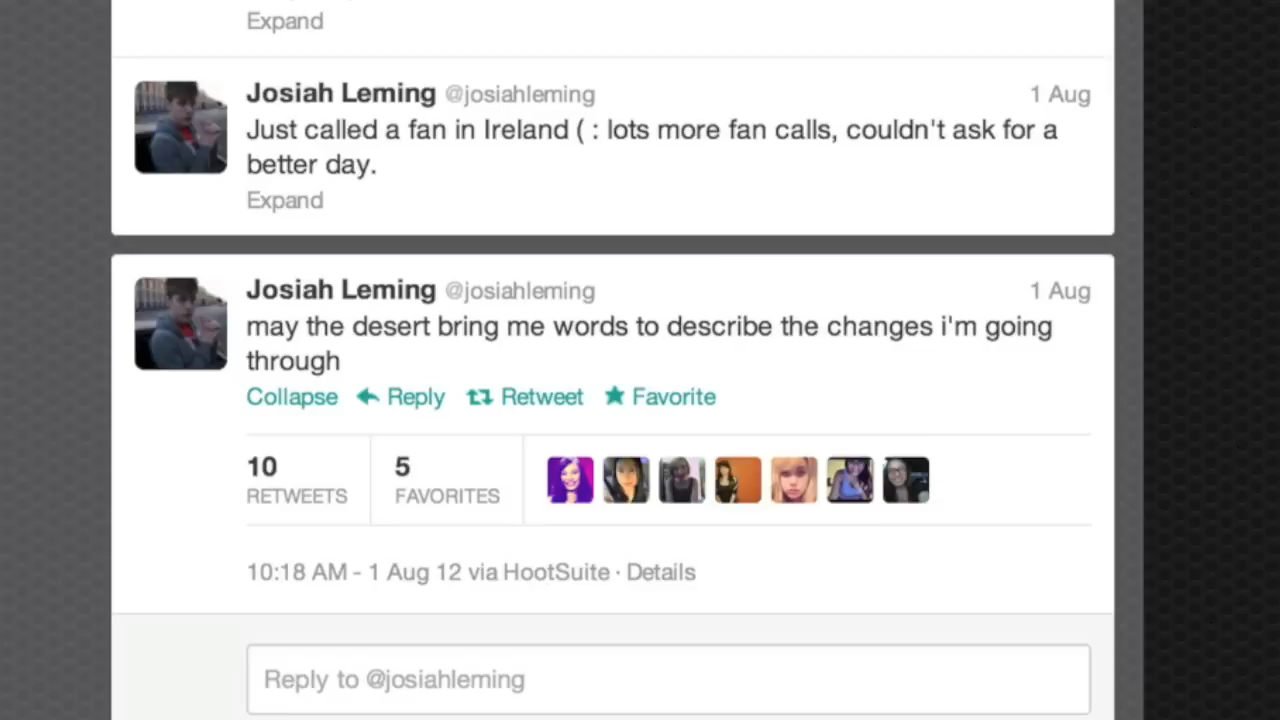 Expand
Josiah Leming @josiahleming 1 Aug
Just called a fan in Ireland ( : lots more fan calls, couldn't ask for a
better day.
Expand
Josiah Leming @josiahleming 1 Aug
may the desert bring me words to describe the changes i'm going
through
Collapse Reply Retweet Favorite
10 5
RETWEETS FAVORITES
10:18 AM - 1 Aug 12 via HootSuite · Details
Reply to @josiahleming